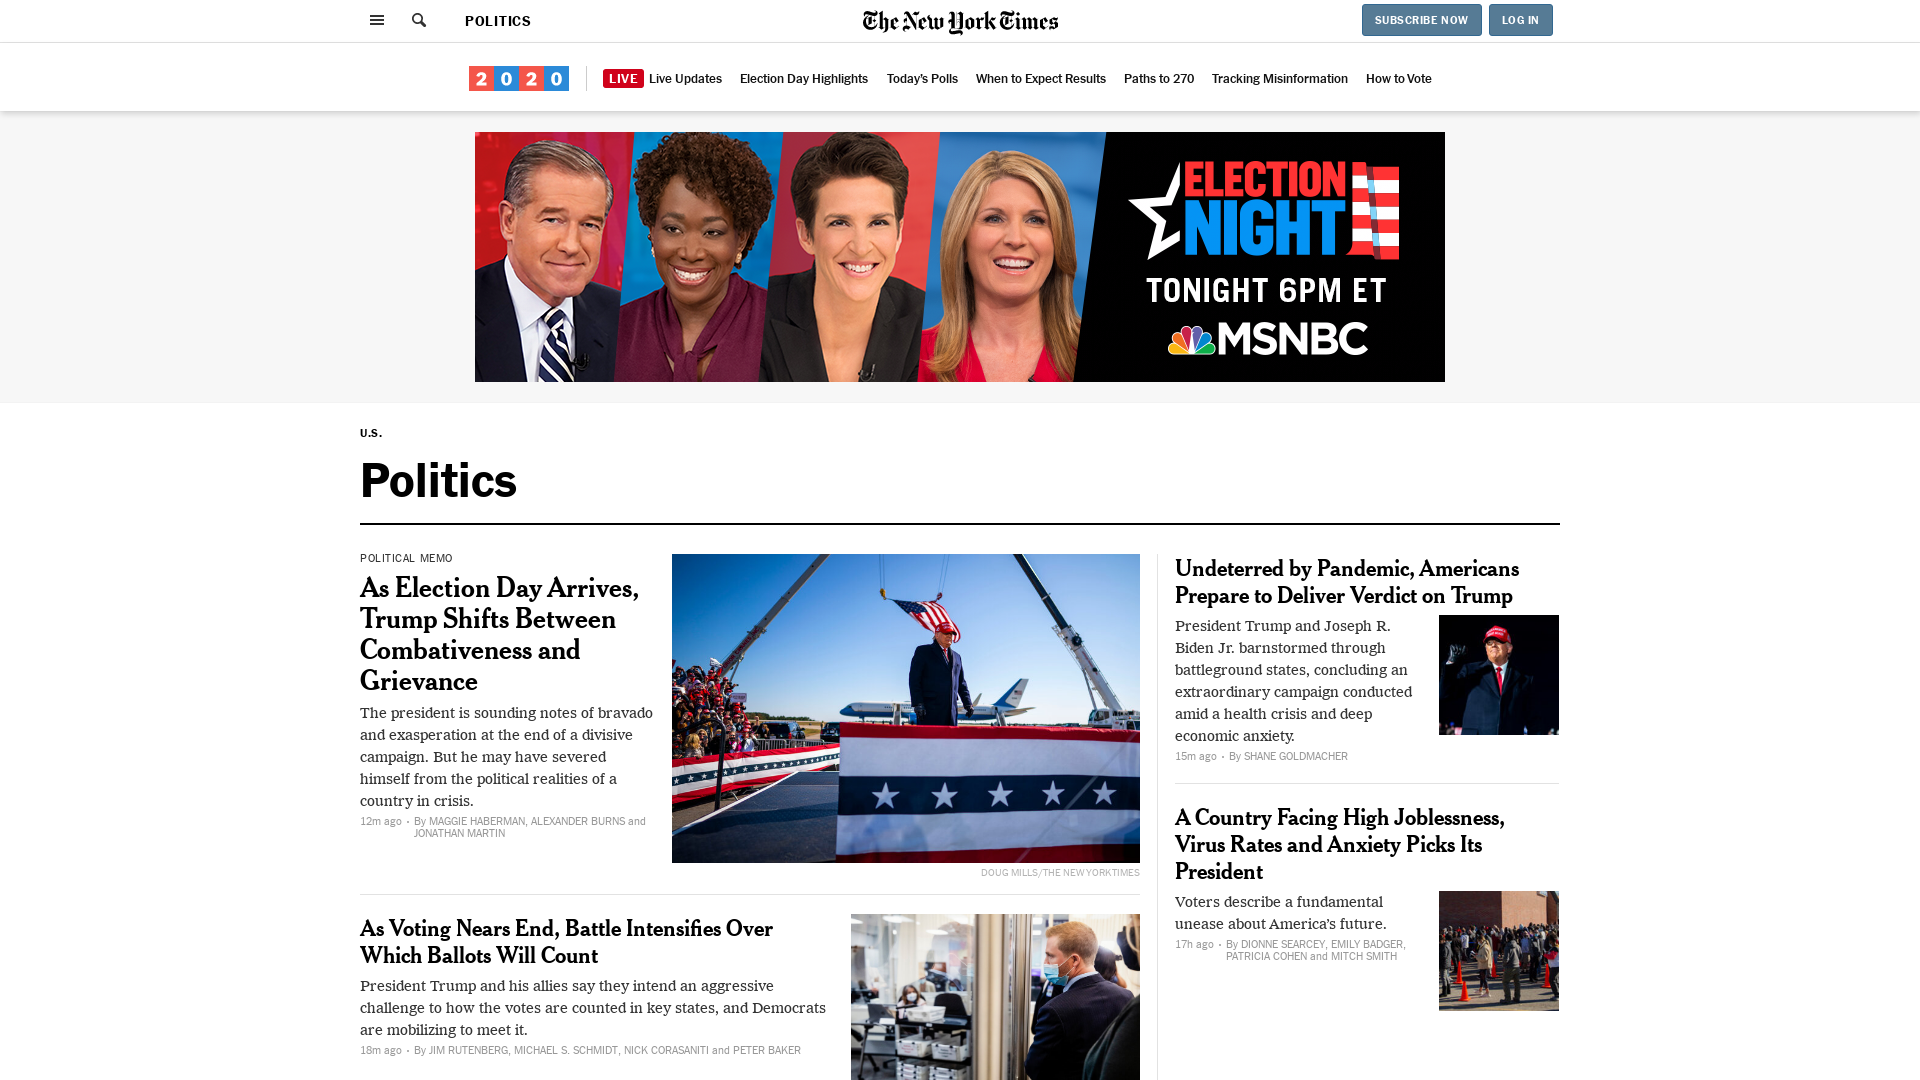 POLITICS
The New York Times
SUBSCRIBE NOW
LOG IN
2020
LIVE Live Updates
Election Day Highlights
Today's Polls
When to Expect Results
Paths to 270
Tracking Misinformation
How to Vote
ELECTION
NIGHT
TONIGHT 6PM ET
MSNBC
U.S.
Politics
POLITICAL MEMO
As Election Day Arrives,
Trump Shifts Between
Combativeness and
Grievance
The president is sounding notes of bravado
and exasperation at the end of a divisive
campaign. But he may have severed
himself from the political realities of a
country in crisis.
12m ago • By MAGGIE HABERMAN, ALEXANDER BURNS and
JONATHAN MARTIN
DOUG MILLS/THE NEW YORK TIMES
As Voting Nears End, Battle Intensifies Over
Which Ballots Will Count
President Trump and his allies say they intend an aggressive
challenge to how the votes are counted in key states, and Democrats
are mobilizing to meet it.
18m ago • By JIM RUTENBERG, MICHAEL S. SCHMIDT, NICK CORASANITI and PETER BAKER
Undeterred by Pandemic, Americans
Prepare to Deliver Verdict on Trump
President Trump and Joseph R.
Biden Jr. barnstormed through
battleground states, concluding an
extraordinary campaign conducted
amid a health crisis and deep
economic anxiety.
15m ago • By SHANE GOLDMACHER
A Country Facing High Joblessness,
Virus Rates and Anxiety Picks Its
President
Voters describe a fundamental
unease about America's future.
17h ago • By DIONNE SEARCEY, EMILY BADGER,
PATRICIA COHEN and MITCH SMITH